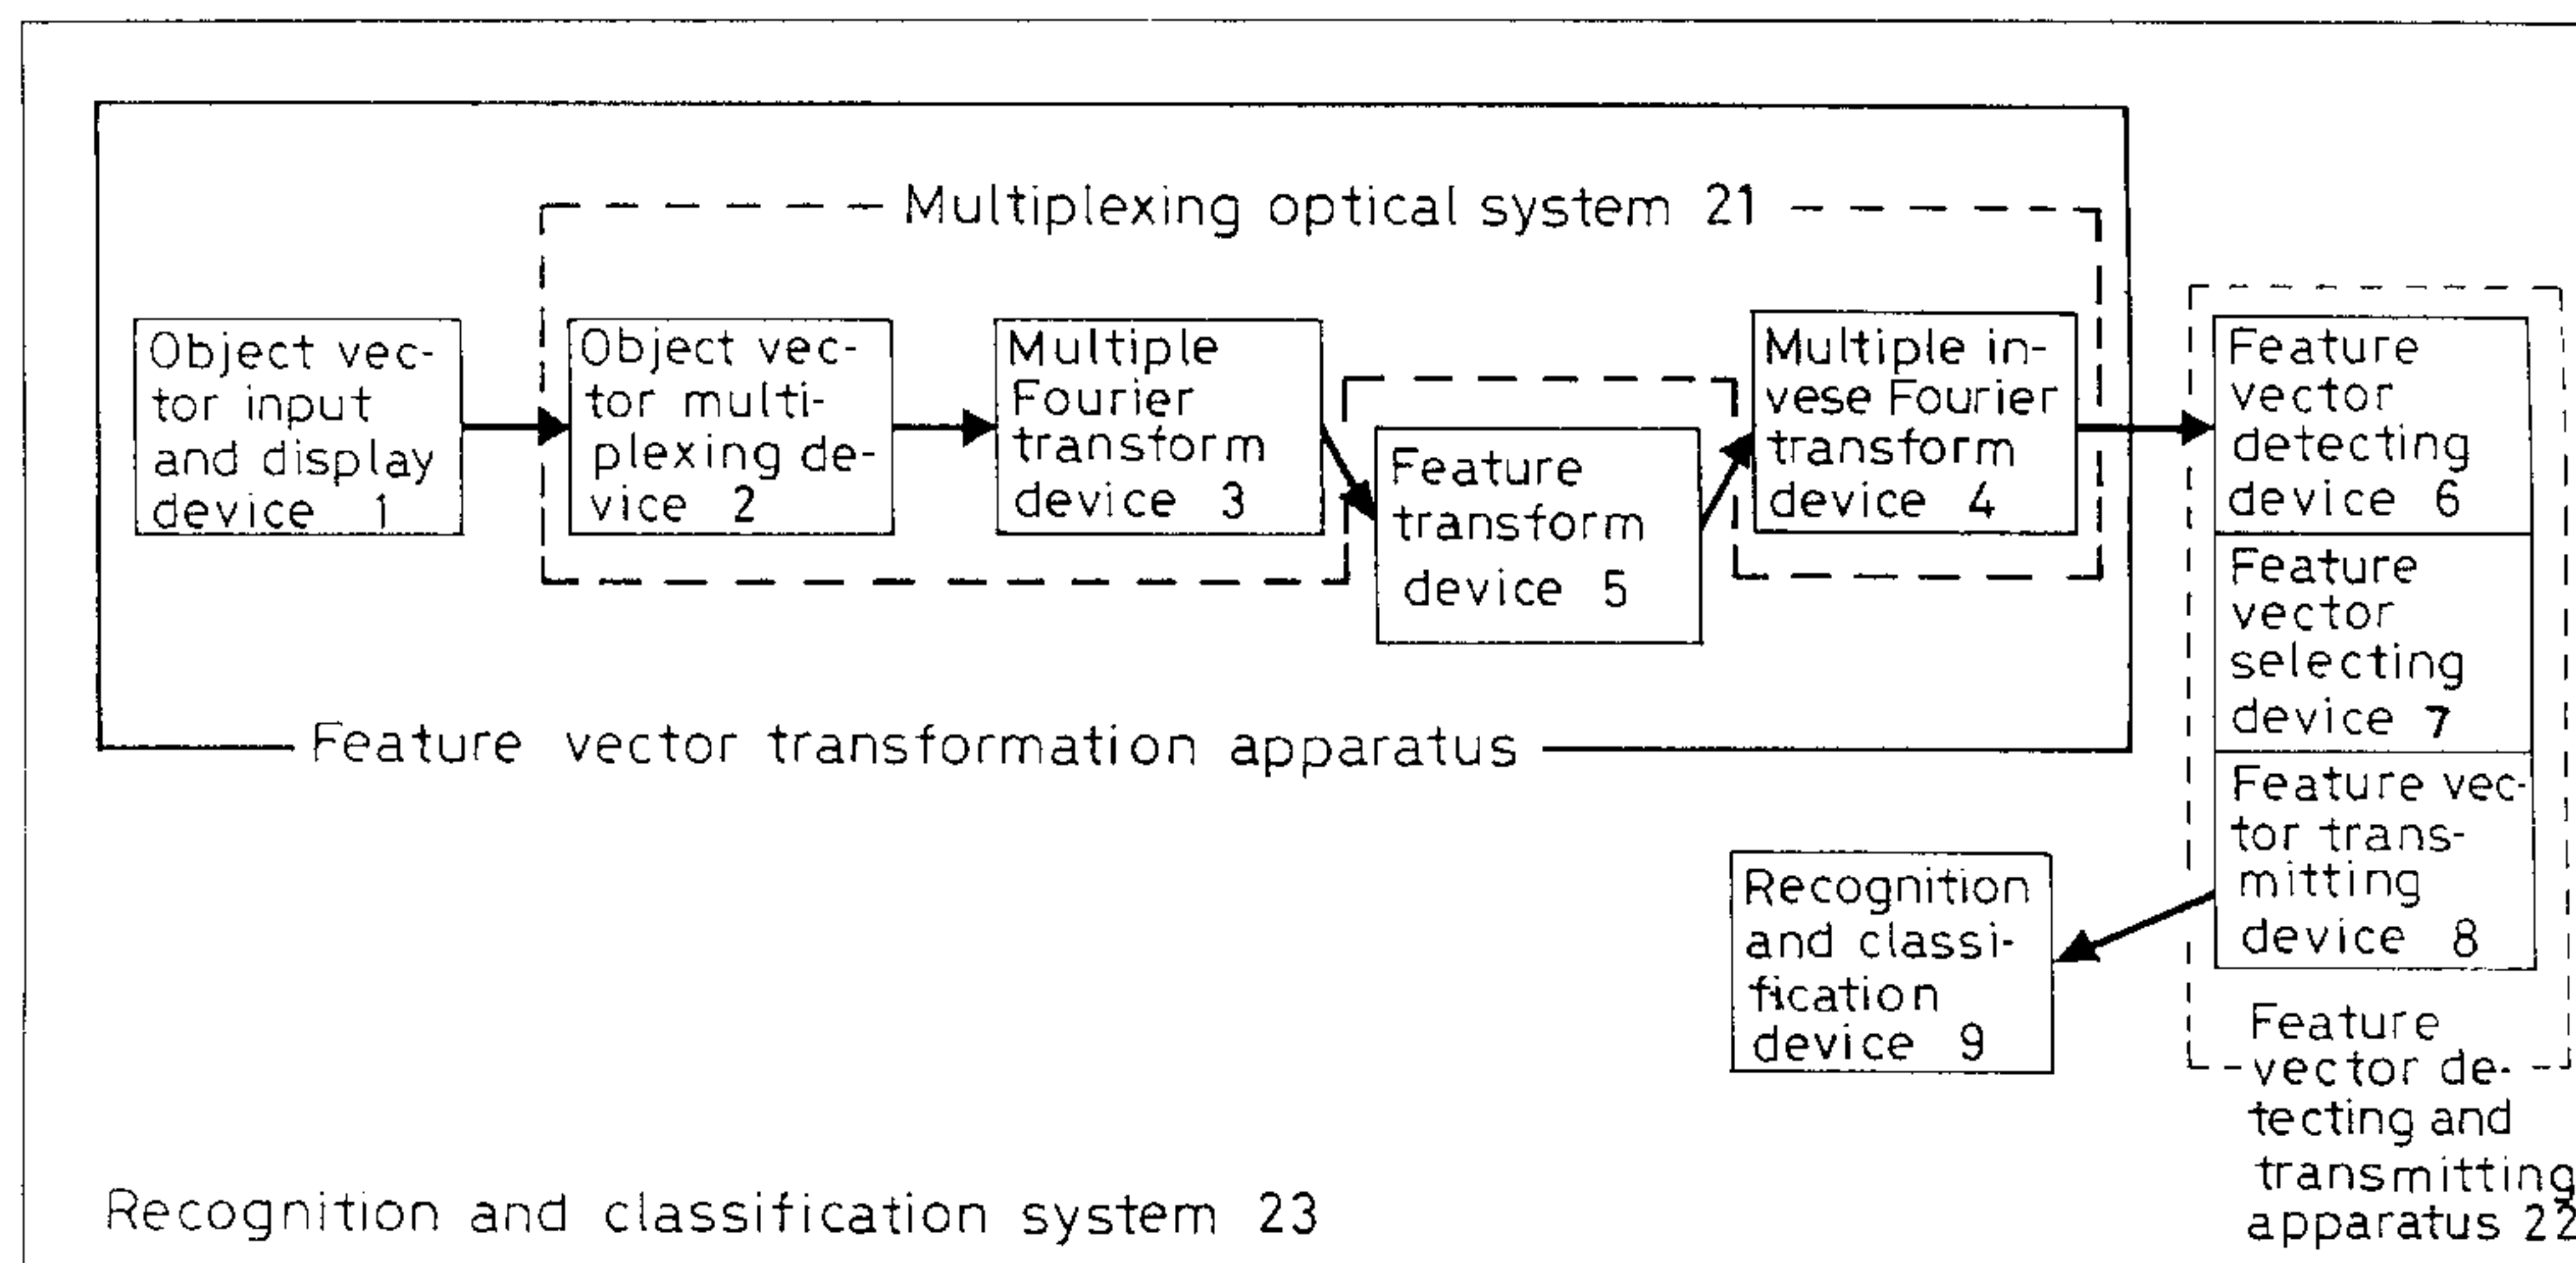 Multiplexing optical system 21
Object vec-
tor input
and display
device 1
Object vec-
tor multi-
plexing de-
vice 2
Multiple
Fourier
transform
device 3
Feature
transform
device 5
Multiple in-
vese Fourier
transform
device 4
Feature
vector
detecting
device 6
Feature
vector
selecting
device 7
Feature vec-
tor trans-
mitting
device 8
Feature vector transformation apparatus
Recognition
and classi-
fication
device 9
Feature
vector de-
tecting and
transmitting
apparatus 22
Recognition and classification system 23